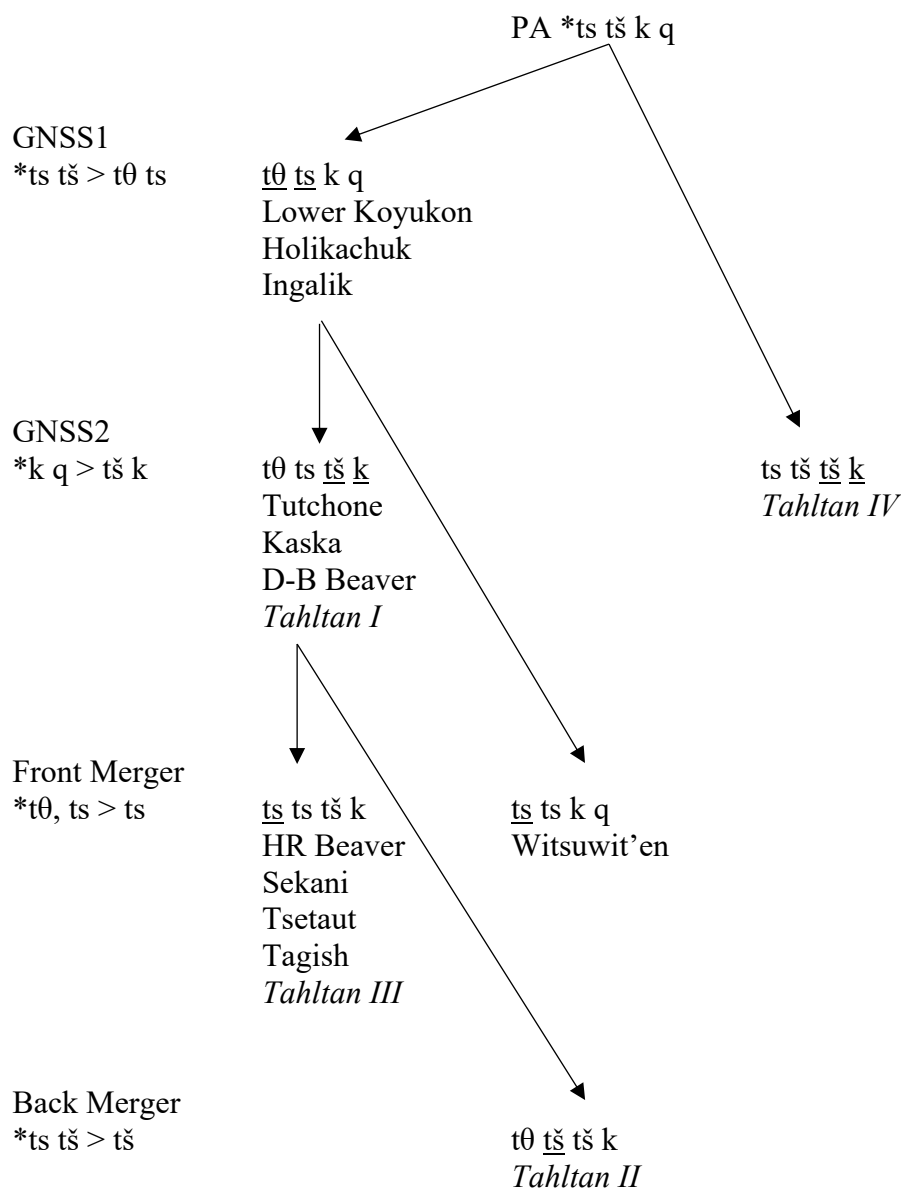 PA *ts tš k q
GNSS1
*ts tš > tθ ts
tθ ts k q
Lower Koyukon
Holikachuk
Ingalik
GNSS2
*k q > tš k
tθ ts tš k
Tutchone
Kaska
D-B Beaver
Tahltan I
ts tš tš k
Tahltan IV
Front Merger
*tθ, ts > ts
ts ts tš k
HR Beaver
Sekani
Tsetaut
Tagish
Tahltan III
ts ts k q
Witsuwit’en
Back Merger
*ts tš > tš
tθ tš tš k
Tahltan II